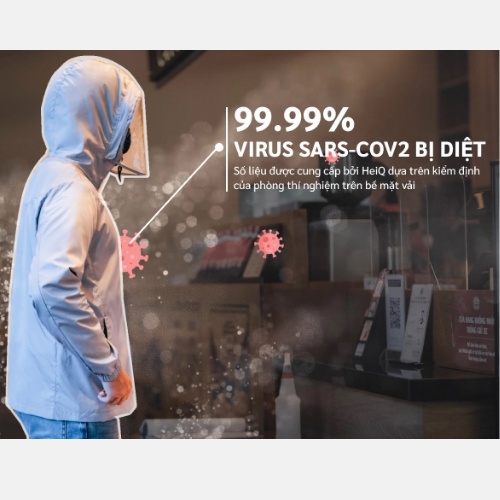 99.99%
VIRUS SARS-COV2 BỊ DIỆT
Số liệu được cung cấp bởi HeiQ dựa trên kiểm định
của phòng thí nghiệm trên bề mặt vải